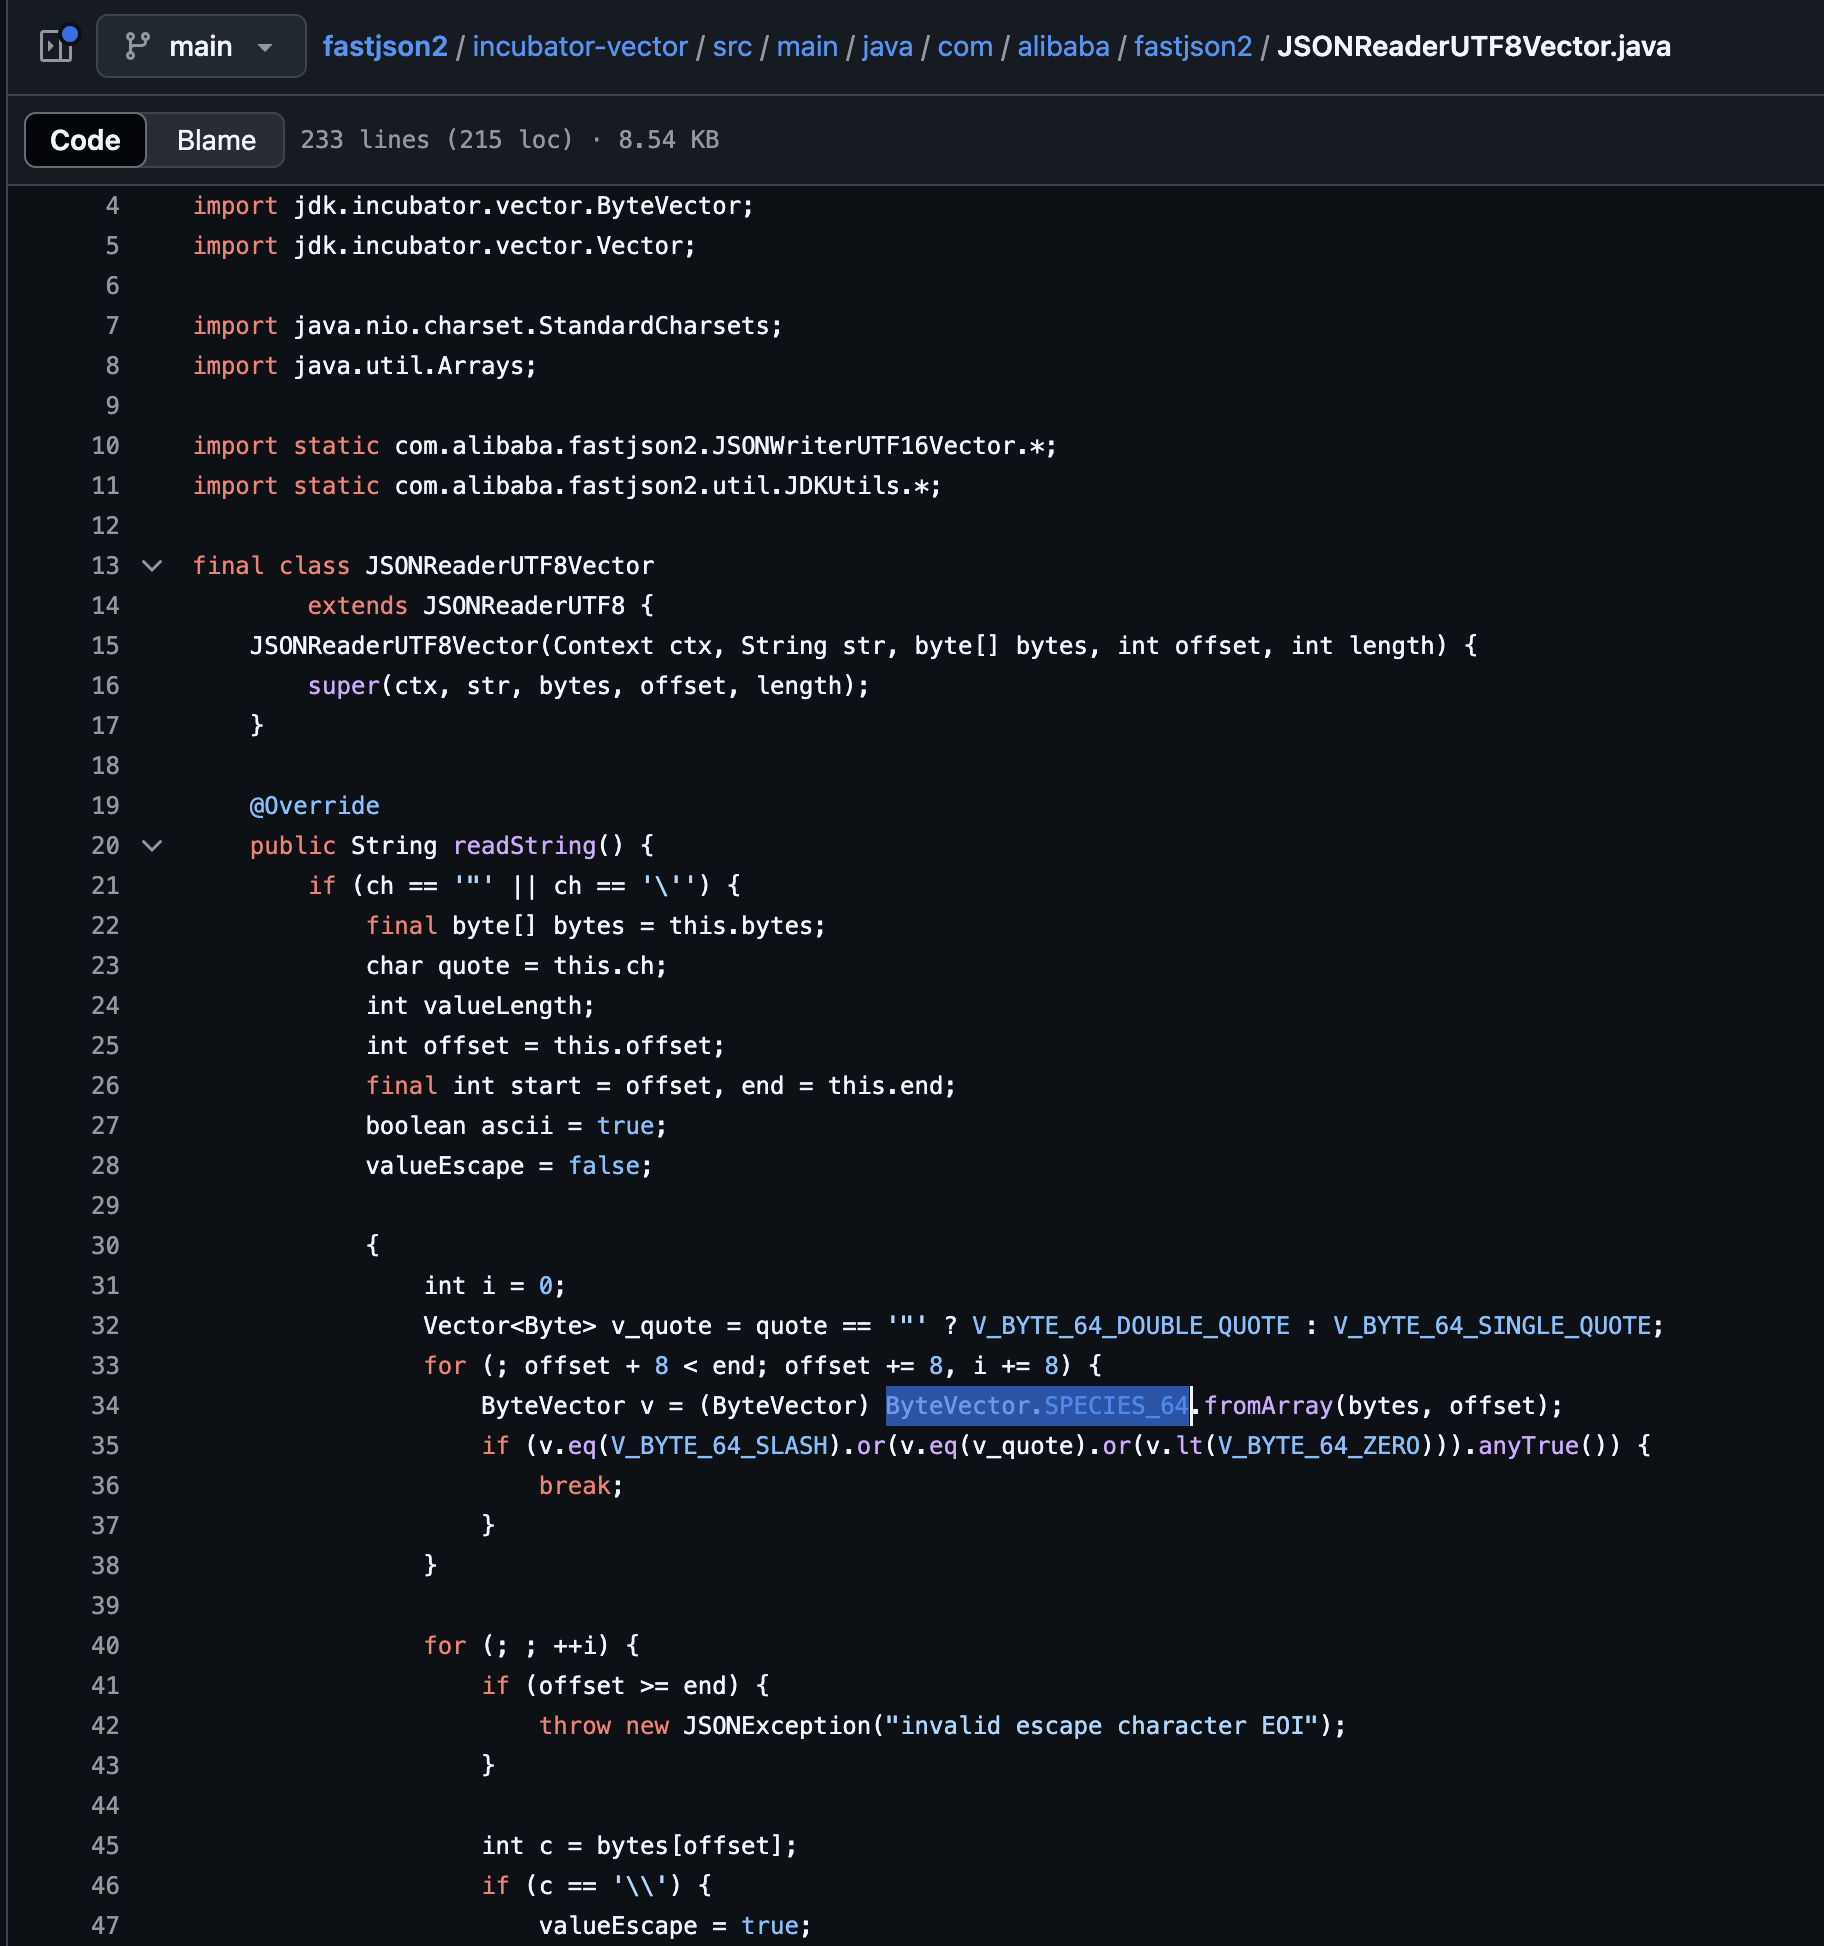 main fastjson2 / incubator-vector / src / main / java / com / alibaba / fastjson2 / JSONReaderUTF8Vector.java
Code Blame 233 lines (215 loc) · 8.54 KB
4 import jdk.incubator.vector.ByteVector;
5 import jdk.incubator.vector.Vector;
6
7 import java.nio.charset.StandardCharsets;
8 import java.util.Arrays;
9
10 import static com.alibaba.fastjson2.JSONWriterUTF16Vector.*;
11 import static com.alibaba.fastjson2.util.JDKUtils.*;
12
13 final class JSONReaderUTF8Vector
14         extends JSONReaderUTF8 {
15     JSONReaderUTF8Vector(Context ctx, String str, byte[] bytes, int offset, int length) {
16         super(ctx, str, bytes, offset, length);
17     }
18
19     @Override
20     public String readString() {
21         if (ch == '"' || ch == '\'') {
22             final byte[] bytes = this.bytes;
23             char quote = this.ch;
24             int valueLength;
25             int offset = this.offset;
26             final int start = offset, end = this.end;
27             boolean ascii = true;
28             valueEscape = false;
29
30             {
31                 int i = 0;
32                 Vector<Byte> v_quote = quote == '"' ? V_BYTE_64_DOUBLE_QUOTE : V_BYTE_64_SINGLE_QUOTE;
33                 for (; offset + 8 < end; offset += 8, i += 8) {
34                     ByteVector v = (ByteVector) ByteVector.SPECIES_64.fromArray(bytes, offset);
35                     if (v.eq(V_BYTE_64_SLASH).or(v.eq(v_quote).or(v.lt(V_BYTE_64_ZERO))).anyTrue()) {
36                         break;
37                     }
38                 }
39
40                 for (; ; ++i) {
41                     if (offset >= end) {
42                         throw new JSONException("invalid escape character EOI");
43                     }
44
45                     int c = bytes[offset];
46                     if (c == '\\') {
47                         valueEscape = true;